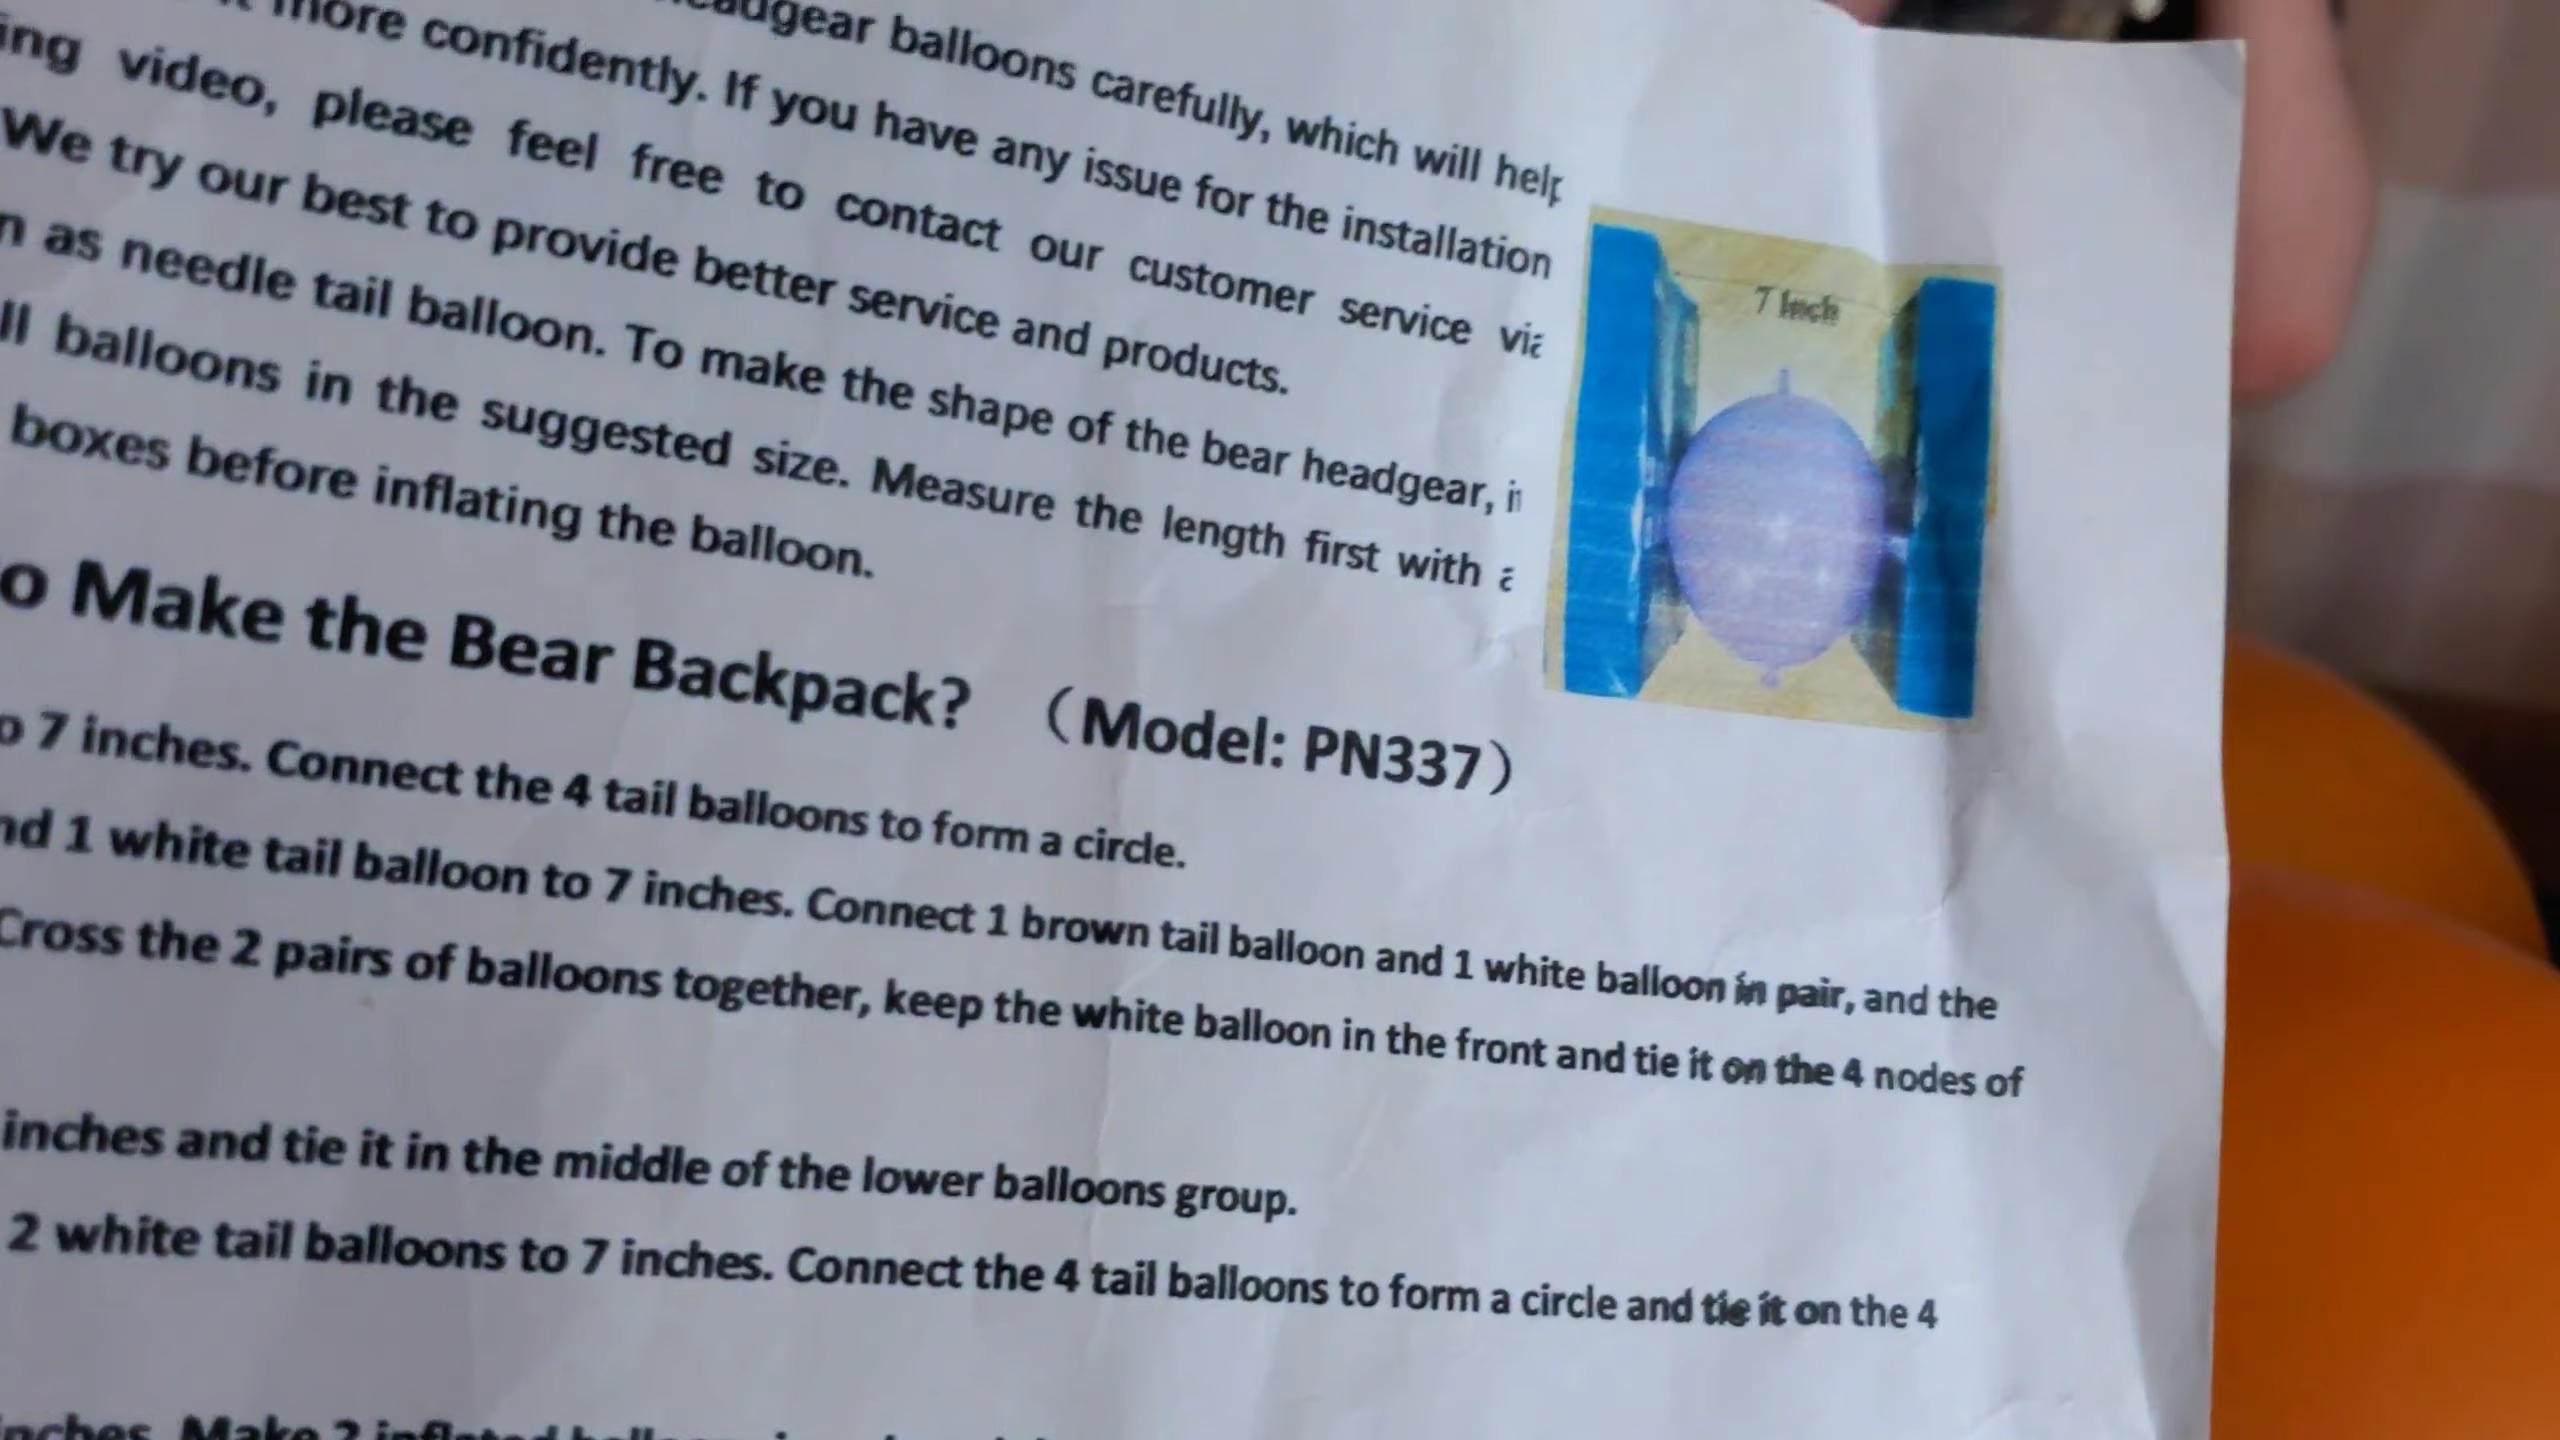 more confidently. If you have any issue for the installation
balloons carefully, which will help
video, please feel free to contact our customer service via
We try our best to provide better service and products.
as needle tail balloon. To make the shape of the bear headgear,
balloons in the suggested size. Measure the length first with
boxes before inflating the balloon.
7 Inch
Make the Bear Backpack? (Model: PN337)
7 inches. Connect the 4 tail balloons to form a circle.
1 white tail balloon to 7 inches. Connect 1 brown tail balloon and 1 white balloon in pair, and the
Cross the 2 pairs of balloons together, keep the white balloon in the front and tie it on the 4 nodes of
inches and tie it in the middle of the lower balloons group.
2 white tail balloons to 7 inches. Connect the 4 tail balloons to form a circle and tie it on the 4
Make 2 inflated